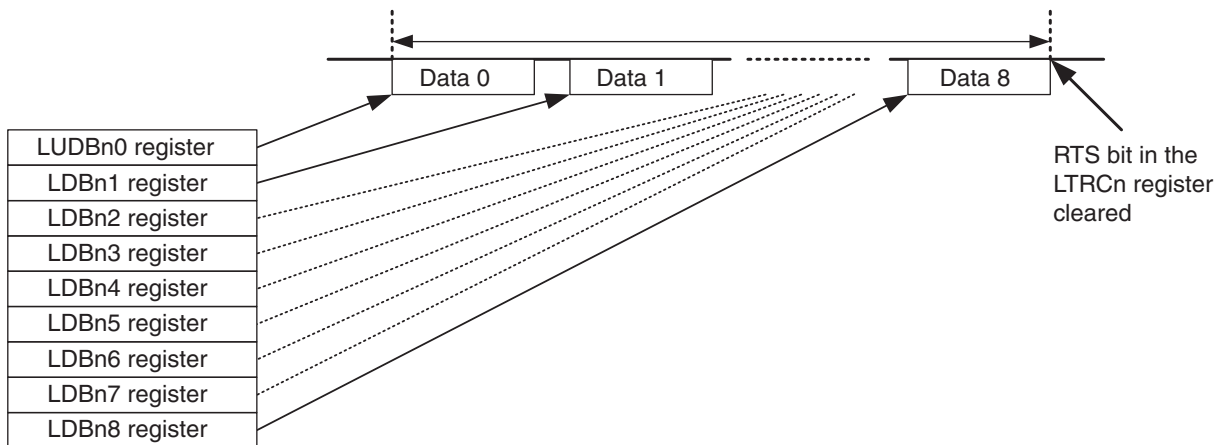 Data 0
Data 1
Data 8
LUDBn0 register
LDBn1 register
LDBn2 register
LDBn3 register
LDBn4 register
LDBn5 register
LDBn6 register
LDBn7 register
LDBn8 register
RTS bit in the
LTRCn register
cleared